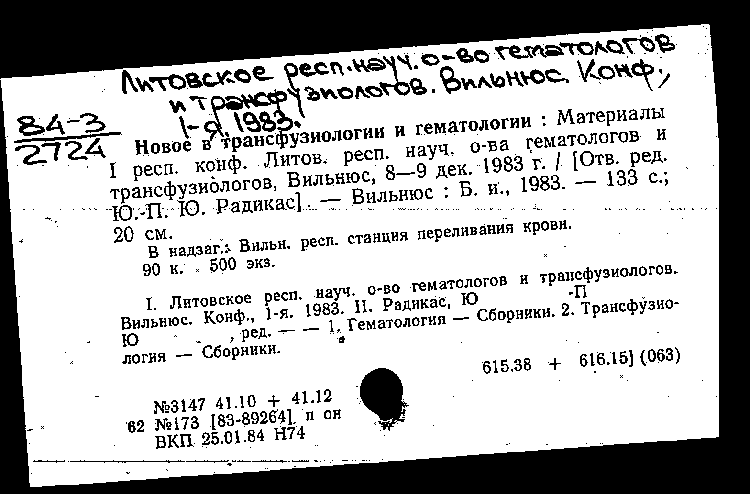 Литовское респ. науч. о-во гематологов
и трансфузиологов. Вильнюс. Конф.,
1-я, 1983.
84-3
2724
Новое в трансфузиологии и гематологии : Материалы
I респ. конф. Литов. респ. науч. о-ва гематологов и
трансфузиологов, Вильнюс, 8—9 дек. 1983 г. / [Отв. ред.
Ю.-П. Ю. Радикас]. — Вильнюс : Б. и., 1983. — 133 с.;
20 см.
В надзаг.: Вильн. респ. станция переливания крови.
90 к. 500 экз.
I. Литовское респ. науч. о-во гематологов и трансфузиологов.
Вильнюс. Конф., 1-я. 1983. II. Радикас, Ю -П
Ю , ред. — — 1. Гематология — Сборники. 2. Трансфузио-
логия — Сборники.
615.38 + 616.15] (063)
№3147 41.10 + 41.12
62 №173 [83-89264] п он
ВКП 25.01.84 Н74